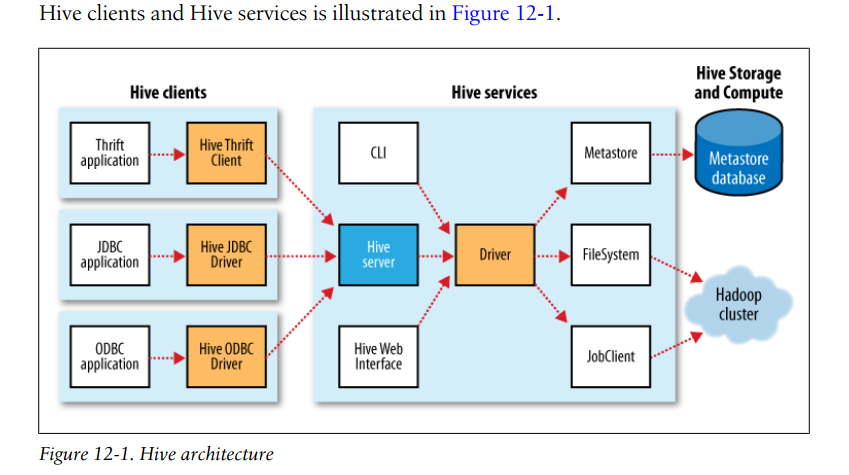 Hive clients and Hive services is illustrated in Figure 12-1.
Hive clients
Hive services
Hive Storage
and Compute
Thrift
application
Hive Thrift
Client
CLI
Metastore
Metastore
database
JDBC
application
Hive JDBC
Driver
Hive
server
Driver
FileSystem
Hadoop
cluster
ODBC
application
Hive ODBC
Driver
Hive Web
Interface
JobClient
Figure 12-1. Hive architecture